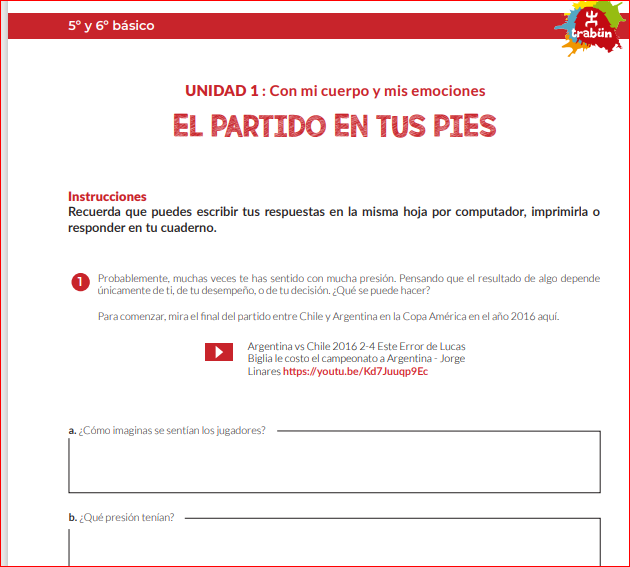 5° y 6° básico
trabün
UNIDAD 1 : Con mi cuerpo y mis emociones
EL PARTIDO EN TUS PIES
Instrucciones
Recuerda que puedes escribir tus respuestas en la misma hoja por computador, imprimirla o
responder en tu cuaderno.
1 Probablemente, muchas veces te has sentido con mucha presión. Pensando que el resultado de algo depende
únicamente de ti, de tu desempeño, o de tu decisión. ¿Qué se puede hacer?
Para comenzar, mira el final del partido entre Chile y Argentina en la Copa América en el año 2016 aquí.
Argentina vs Chile 2016 2-4 Este Error de Lucas
Biglia le costo el campeonato a Argentina - Jorge
Linares https://youtu.be/Kd7Juuqp9Ec
a. ¿Cómo imaginas se sentían los jugadores?
b. ¿Qué presión tenían?